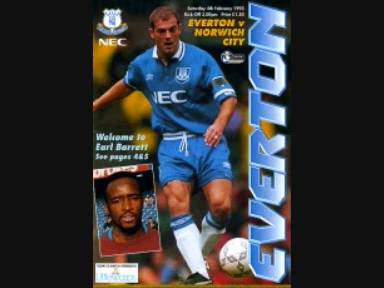 Saturday 4th February 1995
Kick-Off 3.00pm Price £1.50
EVERTON v
NORWICH
CITY
NEC
NEC
EVERTON
Welcome to
Earl Barrett
See pages 4&5